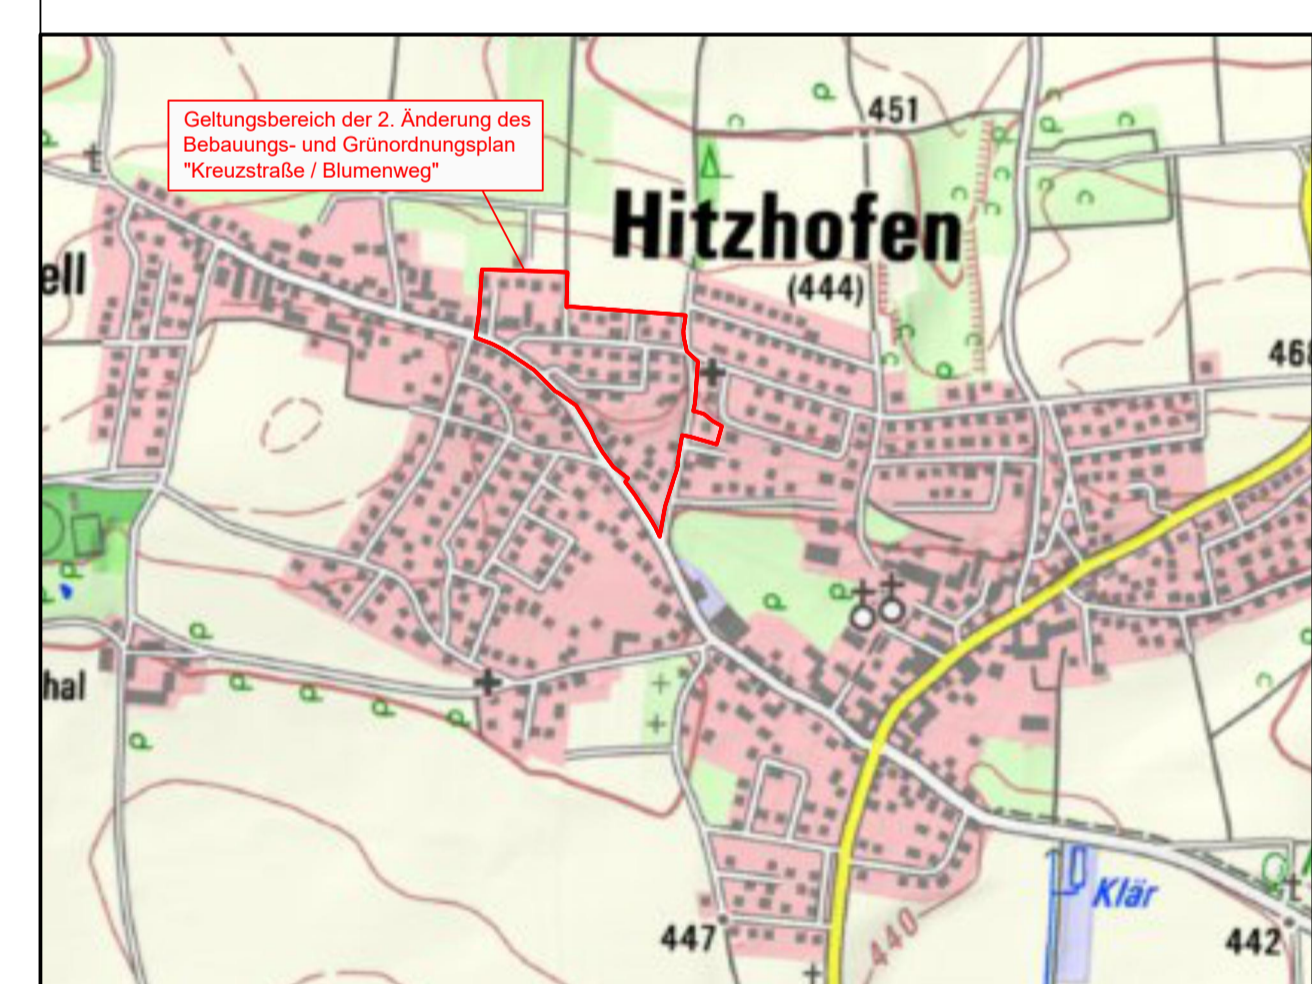 Geltungsbereich der 2. Änderung des
Bebauungs- und Grünordnungsplan
"Kreuzstraße / Blumenweg"
451
Hitzhofen
(444)
ell
hal
Klär
447
440
442